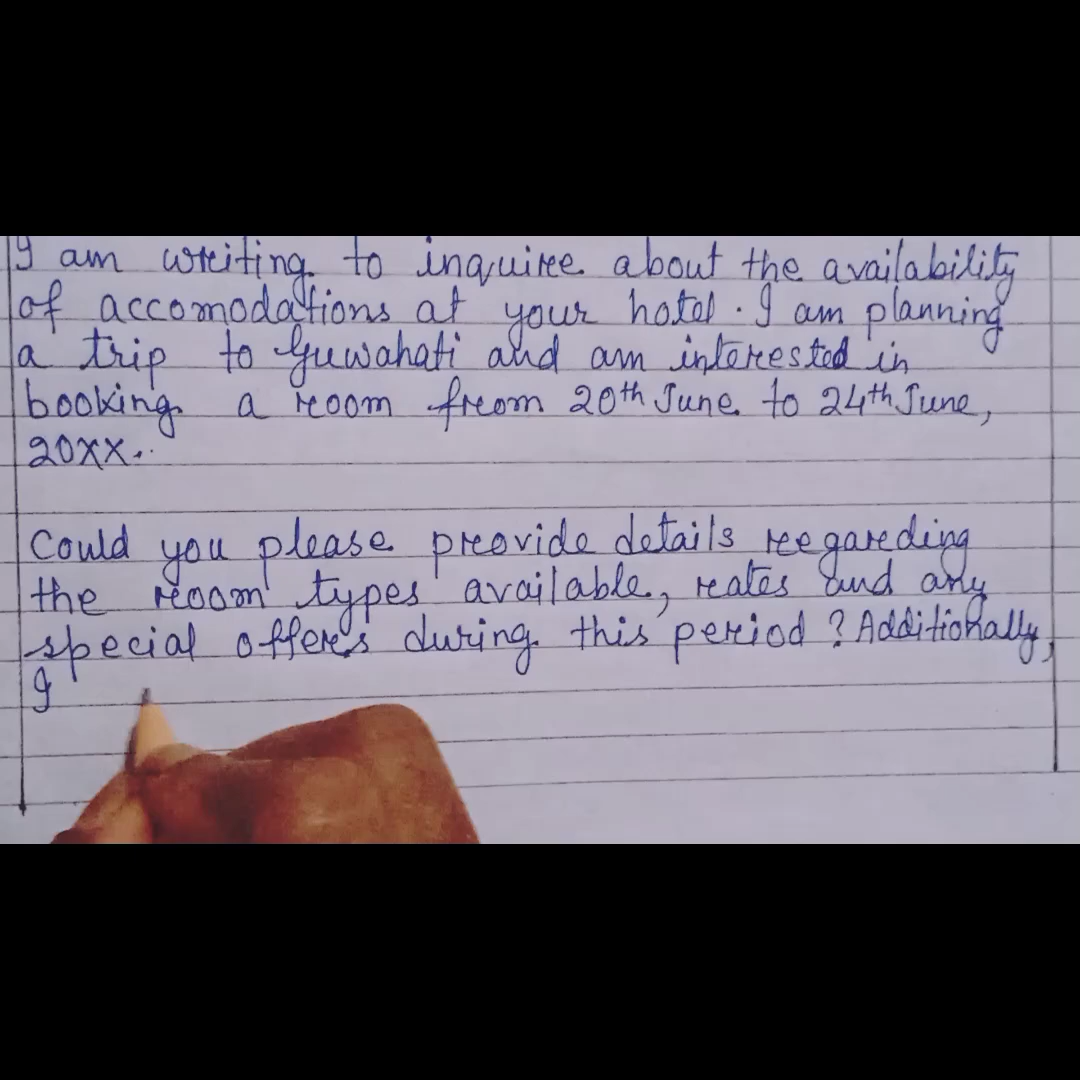 I am writing to inquire about the availability
of accomodations at your hotel. I am planning
a trip to Guwahati and am interested in
booking a room from 20th June to 24th June,
20XX.
Could you please provide details regarding
the room types available, rates and any
special offers during this period? Additionally,
I